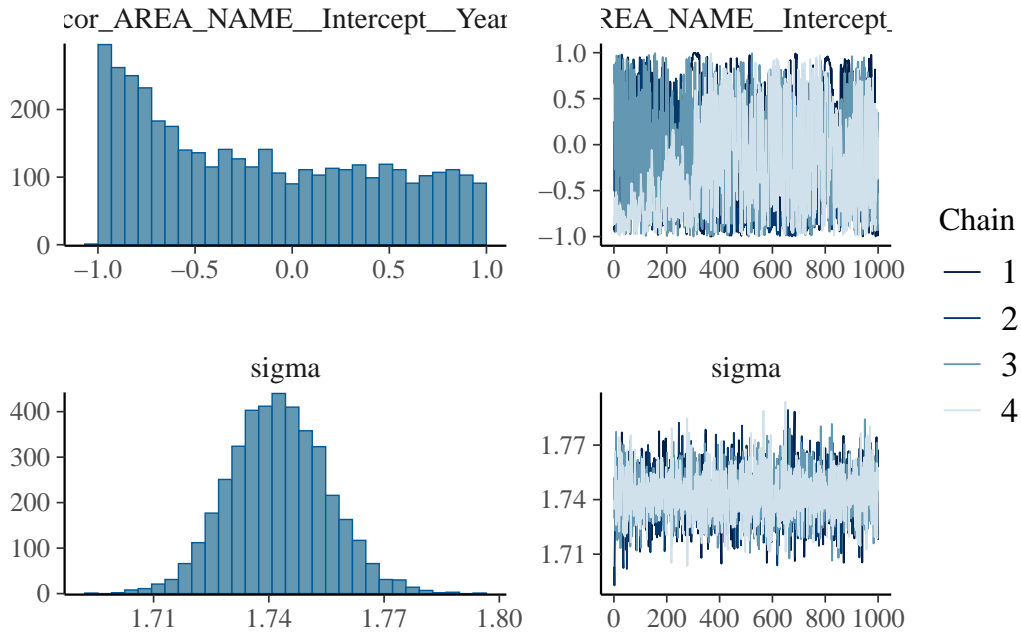 cor_AREA_NAME__Intercept__Year
REA_NAME__Intercept_
200
100
0
−1.0 −0.5 0.0 0.5 1.0
1.0
0.5
0.0
−0.5
−1.0
0 200 400 600 800 1000
Chain
1
2
3
4
sigma
400
300
200
100
0
1.71 1.74 1.77 1.80
sigma
1.77
1.74
1.71
0 200 400 600 800 1000